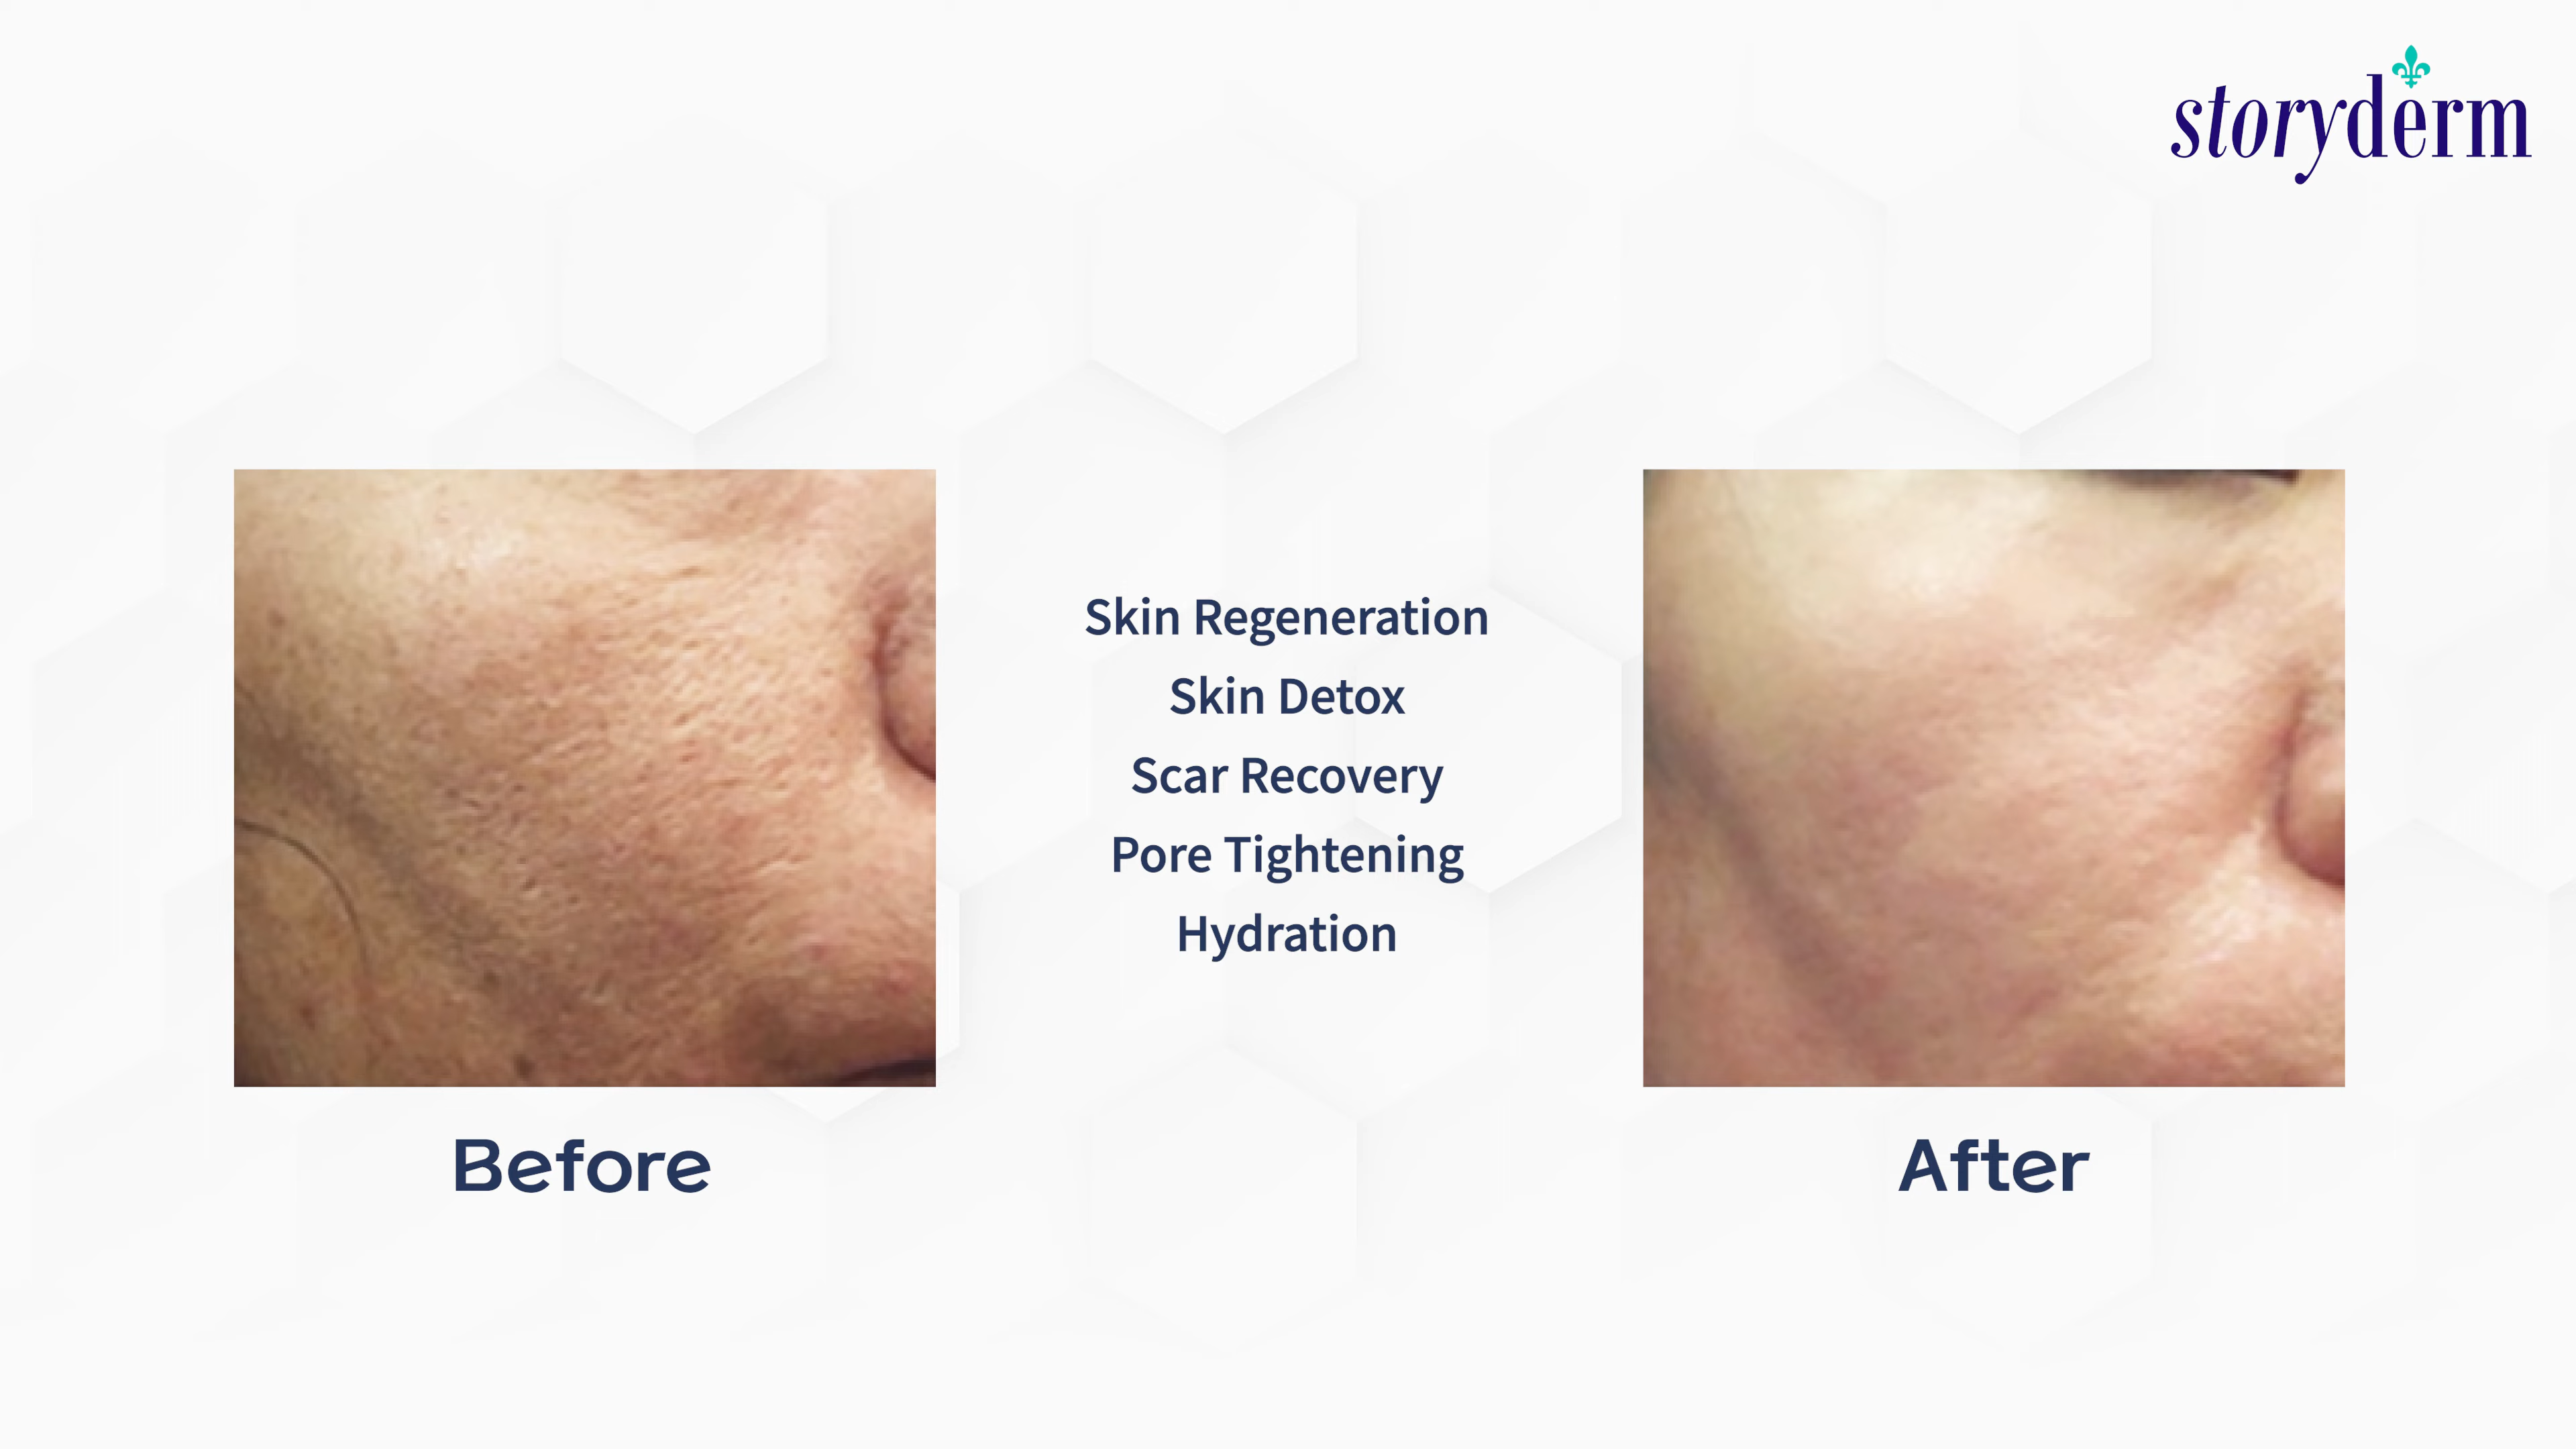 storyderm
Skin Regeneration
Skin Detox
Scar Recovery
Pore Tightening
Hydration
Before
After